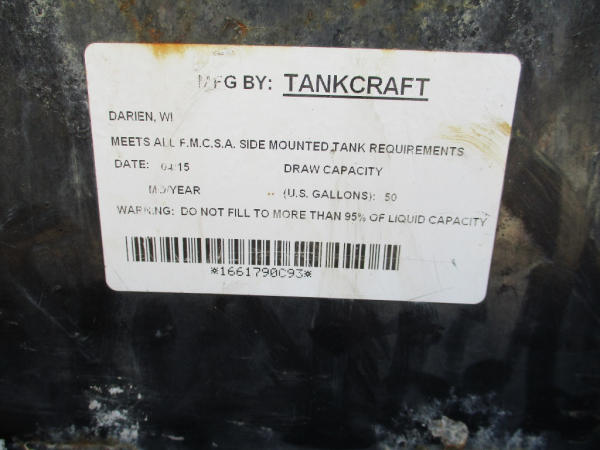 MFG BY: TANKCRAFT
DARIEN, WI
MEETS ALL F.M.C.S.A. SIDE MOUNTED TANK REQUIREMENTS
DATE: 04/15 DRAW CAPACITY
MO/YEAR (U.S. GALLONS): 50
WARNING: DO NOT FILL TO MORE THAN 95% OF LIQUID CAPACITY
*1661790C93*